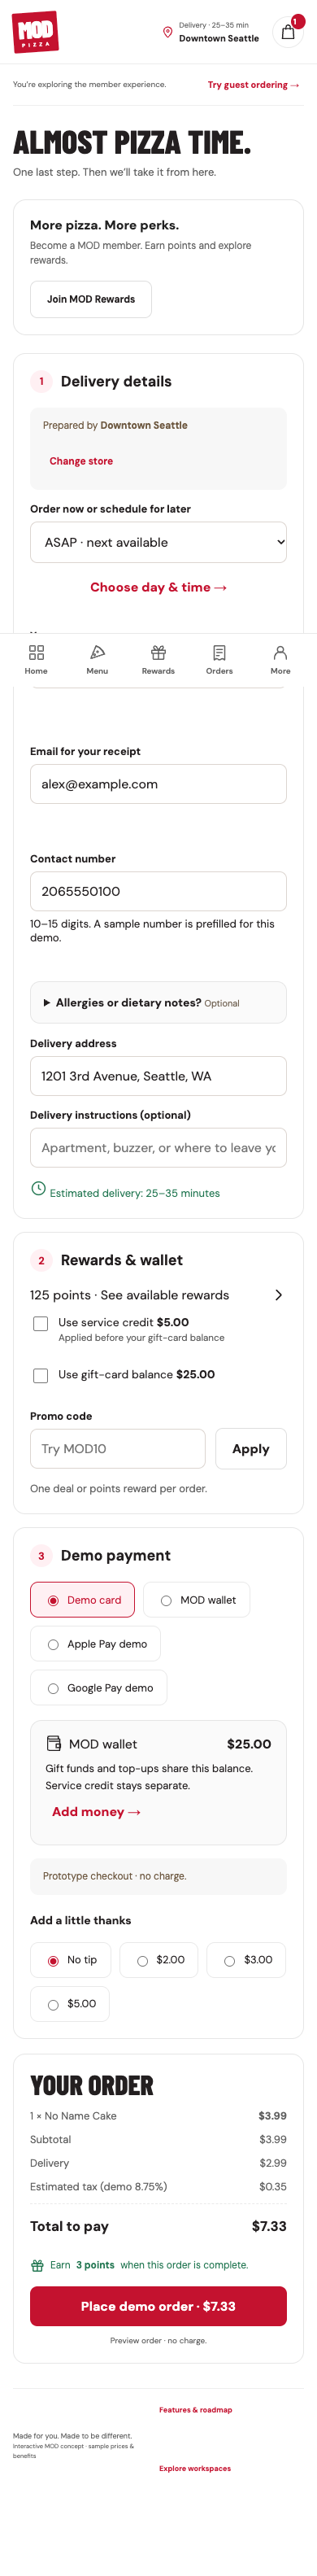 MOD
PIZZA
Delivery · 25–35 min
Downtown Seattle
1
You're exploring the member experience.
Try guest ordering →
ALMOST PIZZA TIME.
One last step. Then we'll take it from here.
More pizza. More perks.
Become a MOD member. Earn points and explore
rewards.
Join MOD Rewards
1 Delivery details
Prepared by Downtown Seattle
Change store
Order now or schedule for later
ASAP · next available
Choose day & time →
Home
Menu
Rewards
Orders
More
Email for your receipt
alex@example.com
Contact number
2065550100
10–15 digits. A sample number is prefilled for this
demo.
Allergies or dietary notes? Optional
Delivery address
1201 3rd Avenue, Seattle, WA
Delivery instructions (optional)
Apartment, buzzer, or where to leave yo
Estimated delivery: 25–35 minutes
2 Rewards & wallet
125 points · See available rewards
Use service credit $5.00
Applied before your gift-card balance
Use gift-card balance $25.00
Promo code
Try MOD10
Apply
One deal or points reward per order.
3 Demo payment
Demo card
MOD wallet
Apple Pay demo
Google Pay demo
MOD wallet $25.00
Gift funds and top-ups share this balance.
Service credit stays separate.
Add money →
Prototype checkout · no charge.
Add a little thanks
No tip
$2.00
$3.00
$5.00
YOUR ORDER
1 × No Name Cake $3.99
Subtotal $3.99
Delivery $2.99
Estimated tax (demo 8.75%) $0.35
Total to pay $7.33
Earn 3 points when this order is complete.
Place demo order · $7.33
Preview order · no charge.
Features & roadmap
Made for you. Made to be different.
Interactive MOD concept · sample prices &
benefits
Explore workspaces